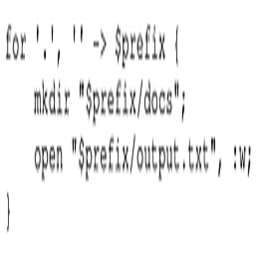 for '.', '' -> $prefix {
    mkdir "$prefix/docs";
    open "$prefix/output.txt", :w;
}